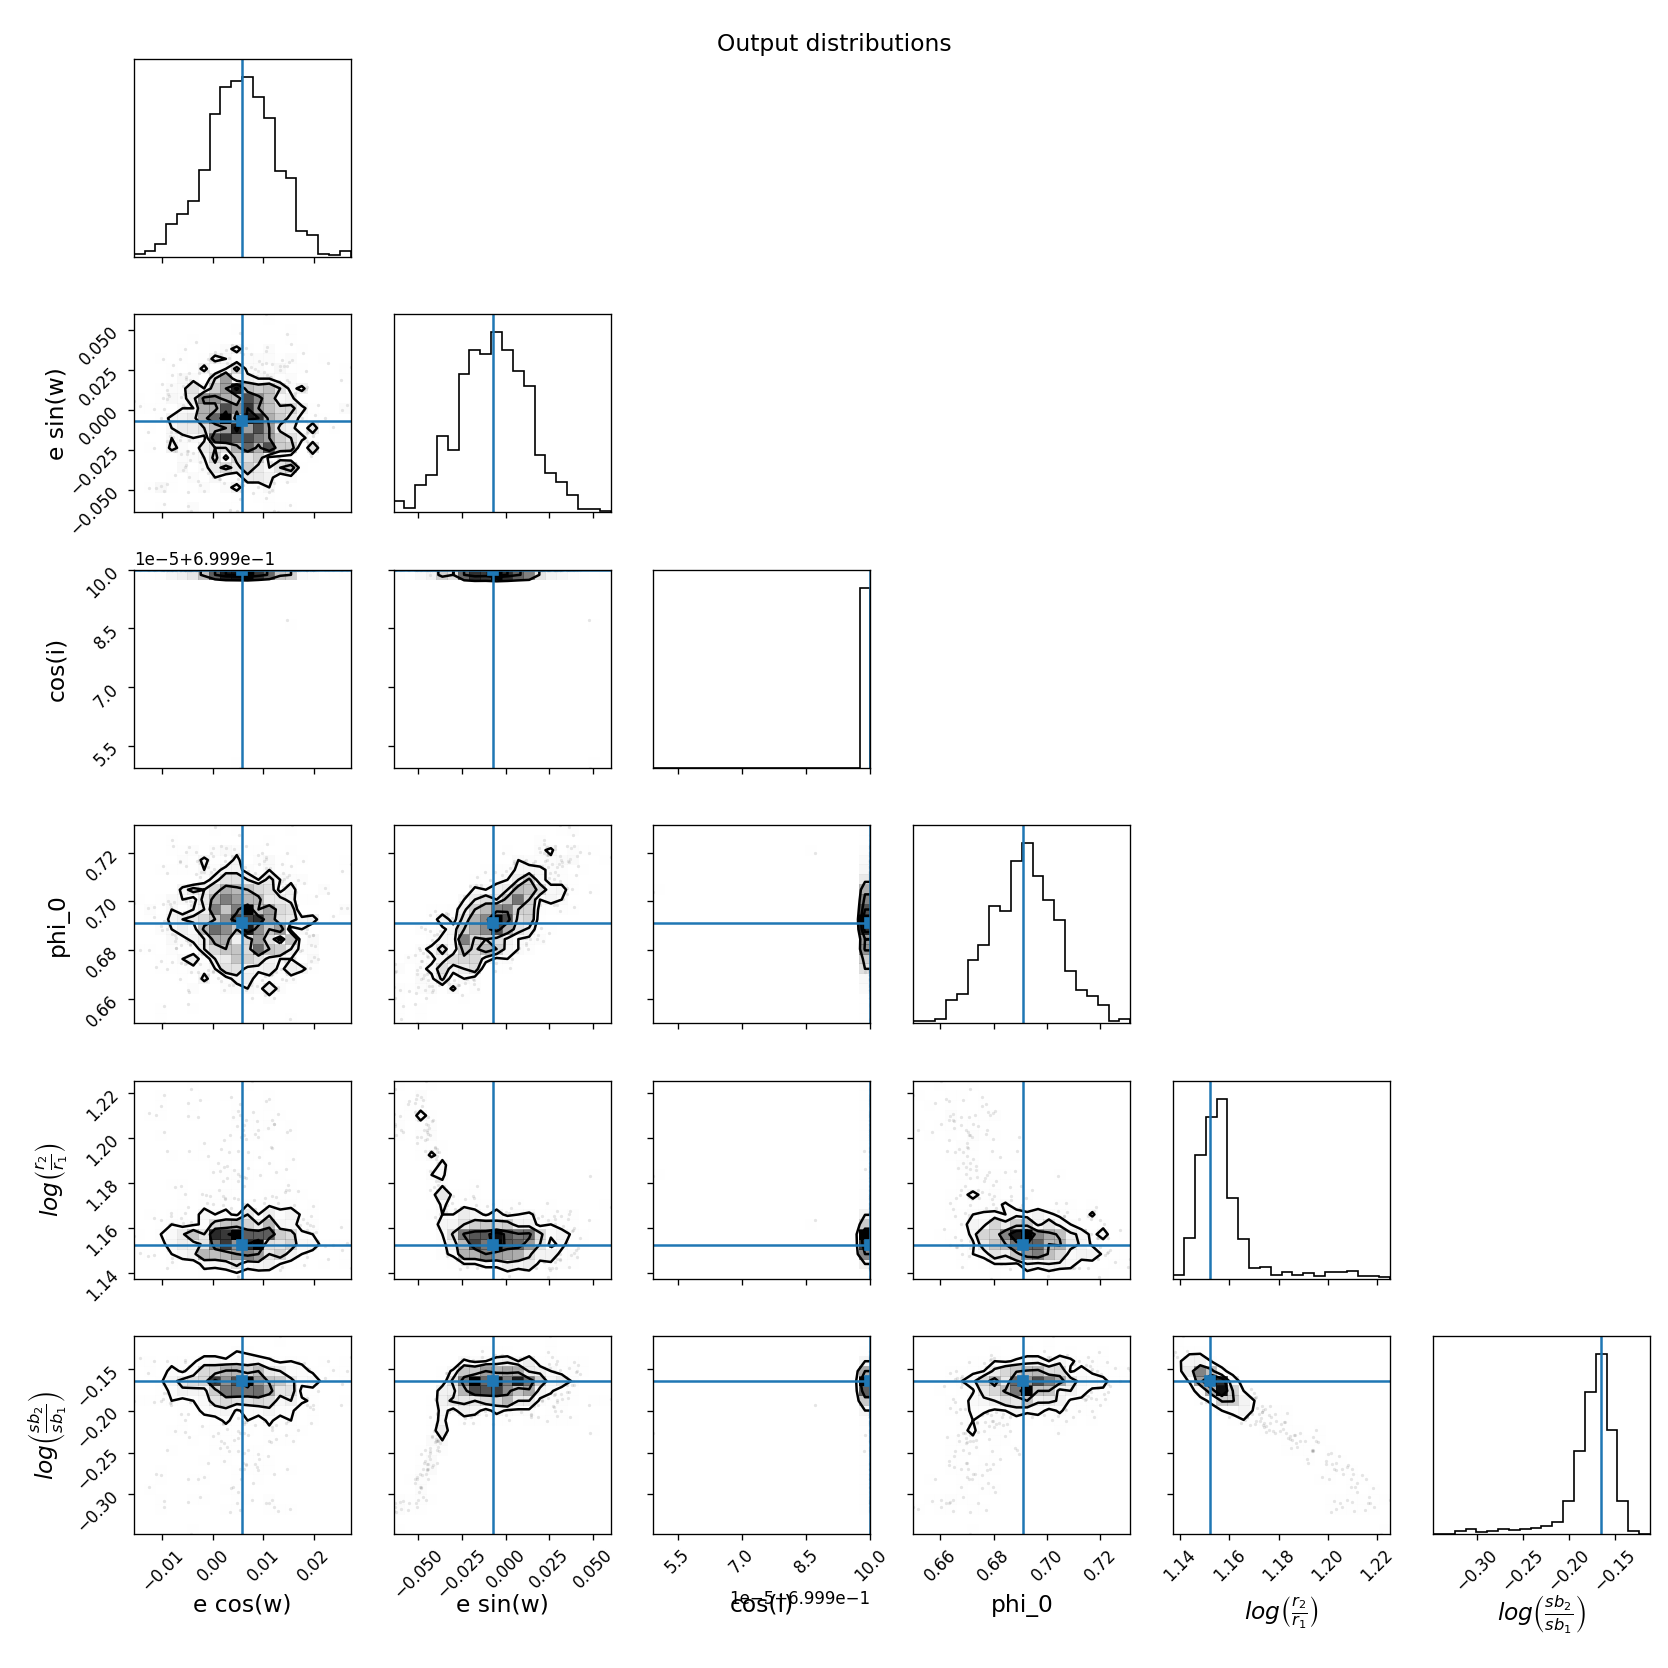 Output distributions
e sin(w)
0.050
0.025
0.000
−0.025
−0.050
1e−5+6.999e−1
cos(i)
10.0
8.5
7.0
5.5
phi_0
0.72
0.70
0.68
0.66
log(r₂/r₁)
1.22
1.20
1.18
1.16
1.14
log(sb₂/sb₁)
−0.15
−0.20
−0.25
−0.30
−0.01 0.00 0.01 0.02
−0.050 −0.025 0.000 0.025 0.050
5.5 7.0 8.5 10.0
0.66 0.68 0.70 0.72
1.14 1.16 1.18 1.20 1.22
−0.30 −0.25 −0.20 −0.15
1e−5+6.999e−1
e cos(w)
e sin(w)
cos(i)
phi_0
log(r₂/r₁)
log(sb₂/sb₁)